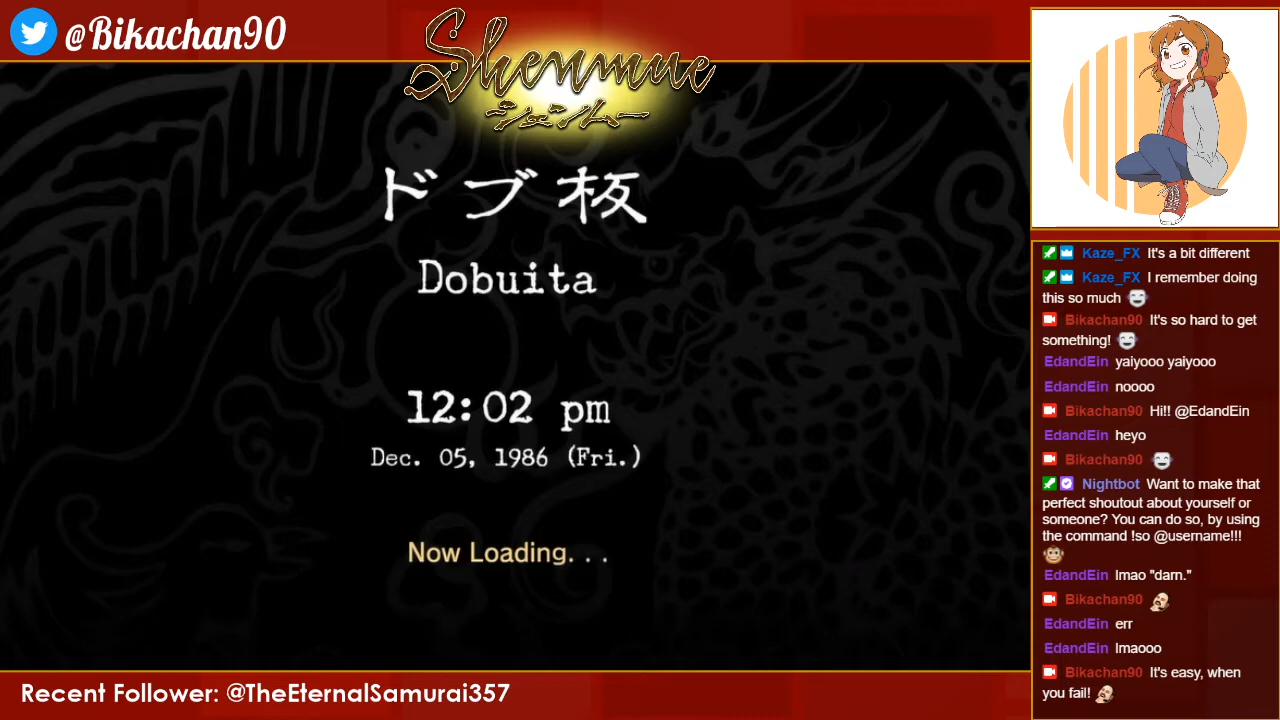 @Bikachan90
Shenmue
シェンムー
ドブ板
Dobuita
12:02 pm
Dec. 05, 1986 (Fri.)
Now Loading. . .
Kaze_FX It's a bit different
Kaze_FX I remember doing
this so much
Bikachan90 It's so hard to get
something!
EdandEin yaiyooo yaiyooo
EdandEin noooo
Bikachan90 Hi!! @EdandEin
EdandEin heyo
Bikachan90
Nightbot Want to make that
perfect shoutout about yourself or
someone? You can do so, by using
the command !so @username!!!
EdandEin lmao "darn."
Bikachan90
EdandEin err
EdandEin lmaooo
Bikachan90 It's easy, when
you fail!
Recent Follower: @TheEternalSamurai357